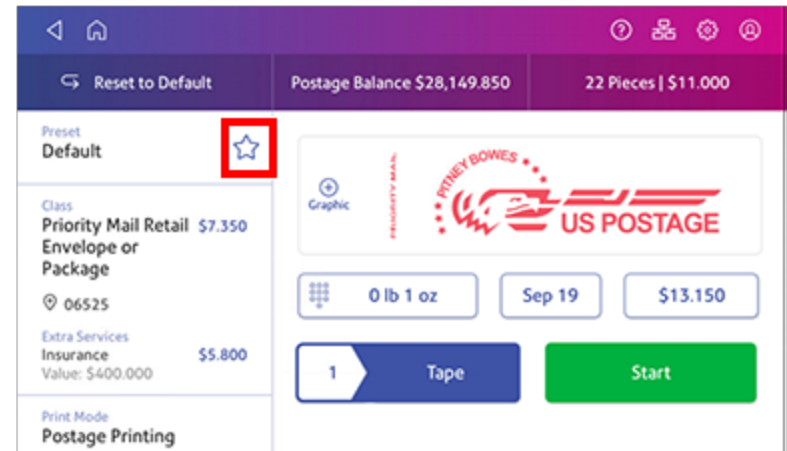 Reset to Default
Postage Balance $28,149.850
22 Pieces | $11.000
Preset
Default
Class
Priority Mail Retail $7.350
Envelope or
Package
06525
Extra Services
Insurance $5.800
Value: $400.000
Print Mode
Postage Printing
Graphic
PRIORITY MAIL
PITNEY BOWES
US POSTAGE
0 lb 1 oz
Sep 19
$13.150
1 Tape
Start